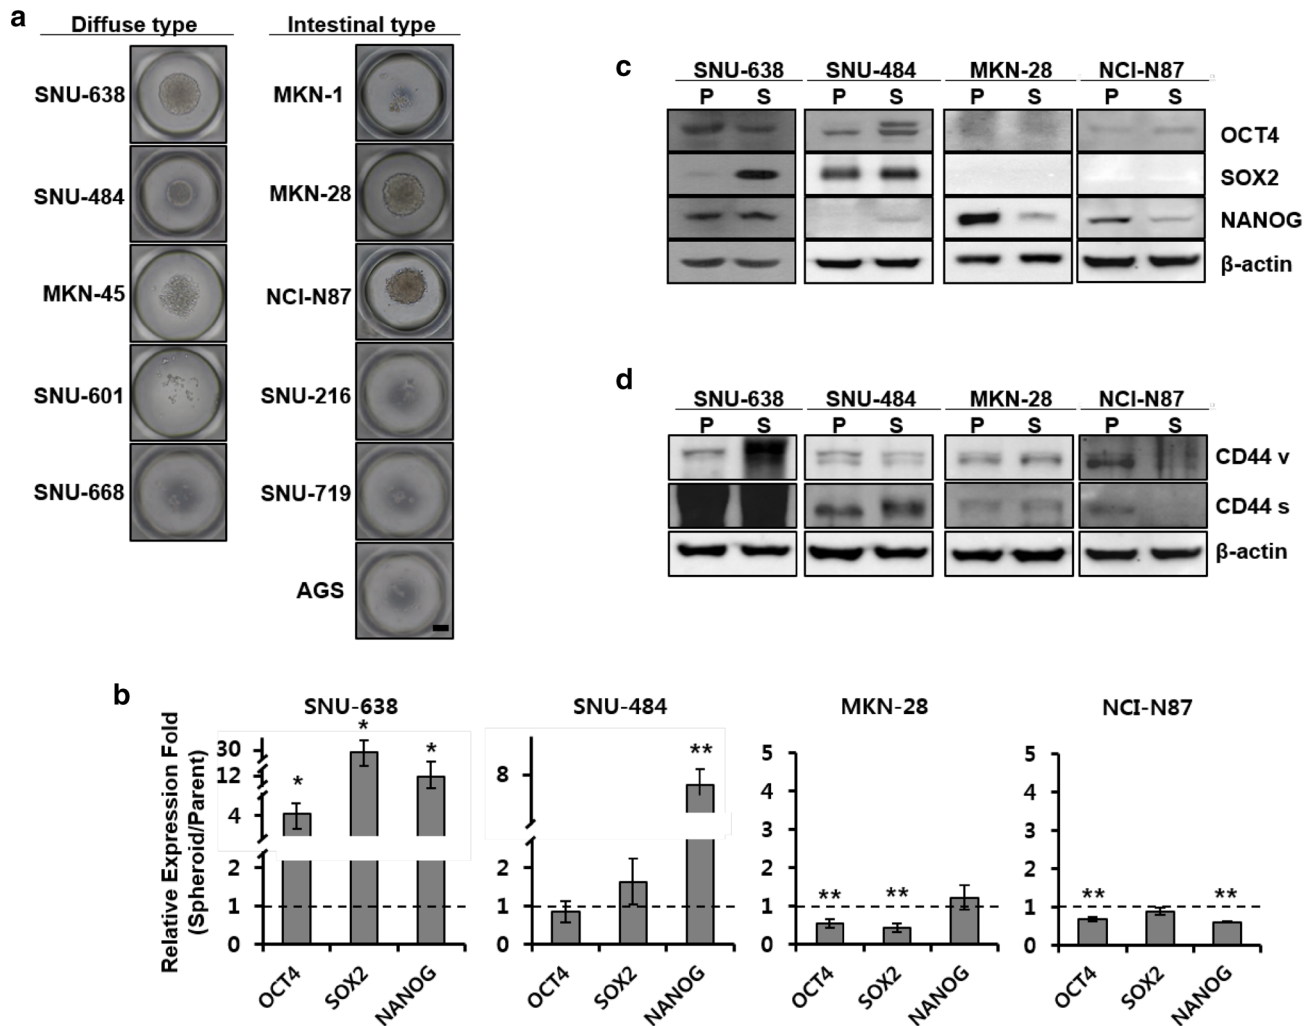 a
Diffuse type
Intestinal type
SNU-638
SNU-484
MKN-45
SNU-601
SNU-668
MKN-1
MKN-28
NCI-N87
SNU-216
SNU-719
AGS
c
SNU-638 SNU-484 MKN-28 NCI-N87
P S P S P S P S
OCT4
SOX2
NANOG
β-actin
d
SNU-638 SNU-484 MKN-28 NCI-N87
P S P S P S P S
CD44 v
CD44 s
β-actin
b
Relative Expression Fold
(Spheroid/Parent)
SNU-638
30
12
4
2
1
0
* * *
OCT4 SOX2 NANOG
SNU-484
8
2
1
0
**
OCT4 SOX2 NANOG
MKN-28
5
4
3
2
1
0
** **
OCT4 SOX2 NANOG
NCI-N87
5
4
3
2
1
0
** **
OCT4 SOX2 NANOG